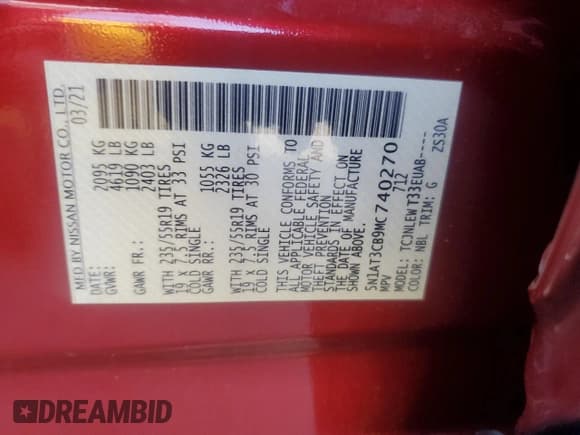 MFD BY NISSAN MOTOR CO., LTD.
03/21
DATE:
GVWR: 2095 KG
4619 LB
GAWR FR.: 1090 KG
2403 LB
WITH 235/55R19 TIRES
19 X 7.5 RIMS AT 33 PSI
COLD SINGLE
GAWR RR.: 1055 KG
2326 LB
WITH 235/55R19 TIRES
19 X 7.5 RIMS AT 30 PSI
COLD SINGLE
THIS VEHICLE CONFORMS TO
ALL APPLICABLE FEDERAL
MOTOR VEHICLE SAFETY AND
THEFT PREVENTION
STANDARDS IN EFFECT ON
THE DATE OF MANUFACTURE
SHOWN ABOVE.
5N1AT3CB9MC740270
MPV 712
MODEL: TCJNLEW T33EUAB-----
COLOR: NBL TRIM: G ZS30A
DREAMBID